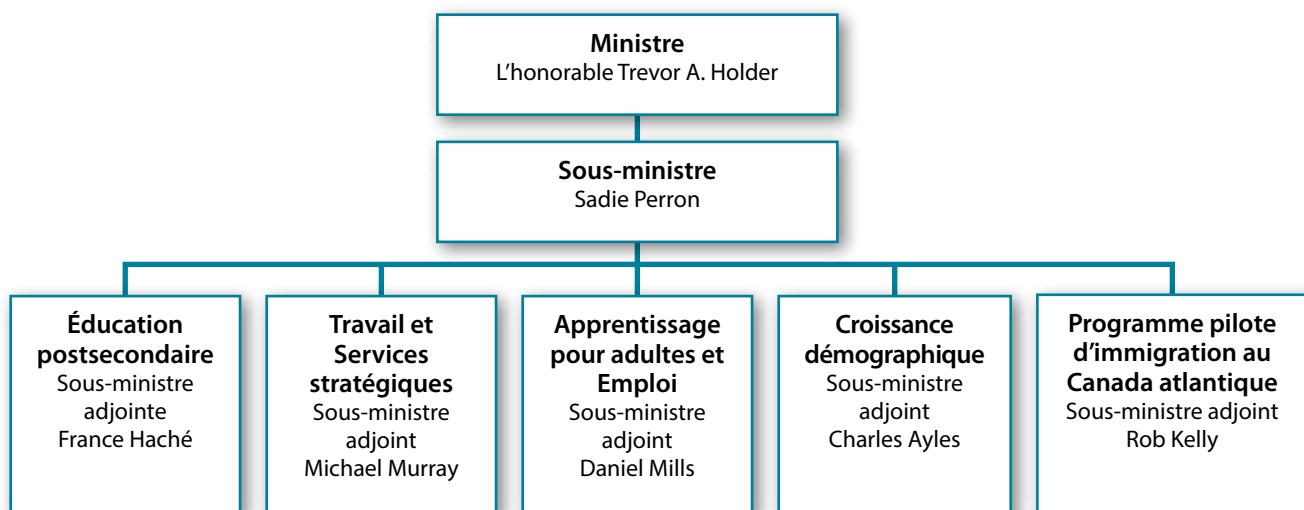 Ministre
L'honorable Trevor A. Holder
Sous-ministre
Sadie Perron
Éducation
postsecondaire
Sous-ministre
adjointe
France Haché
Travail et
Services
stratégiques
Sous-ministre
adjoint
Michael Murray
Apprentissage
pour adultes et
Emploi
Sous-ministre
adjoint
Daniel Mills
Croissance
démographique
Sous-ministre
adjoint
Charles Ayles
Programme pilote
d'immigration au
Canada atlantique
Sous-ministre adjoint
Rob Kelly